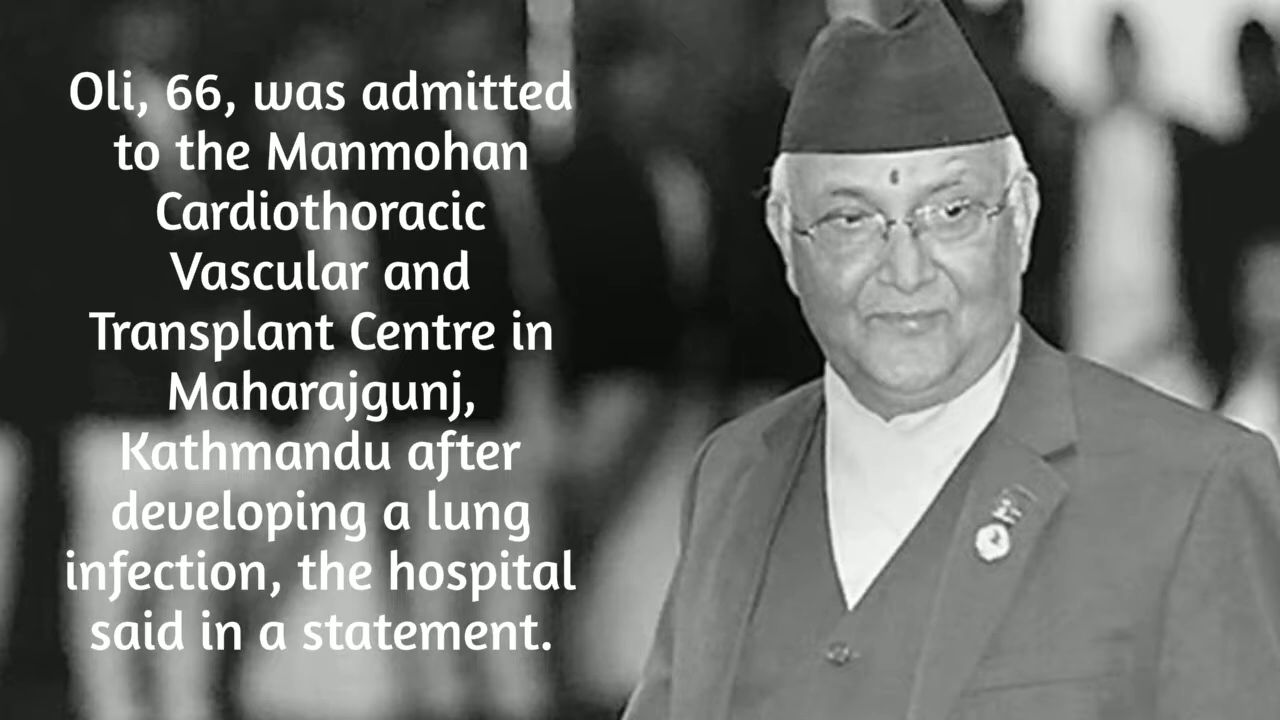 Oli, 66, was admitted
to the Manmohan
Cardiothoracic
Vascular and
Transplant Centre in
Maharajgunj,
Kathmandu after
developing a lung
infection, the hospital
said in a statement.